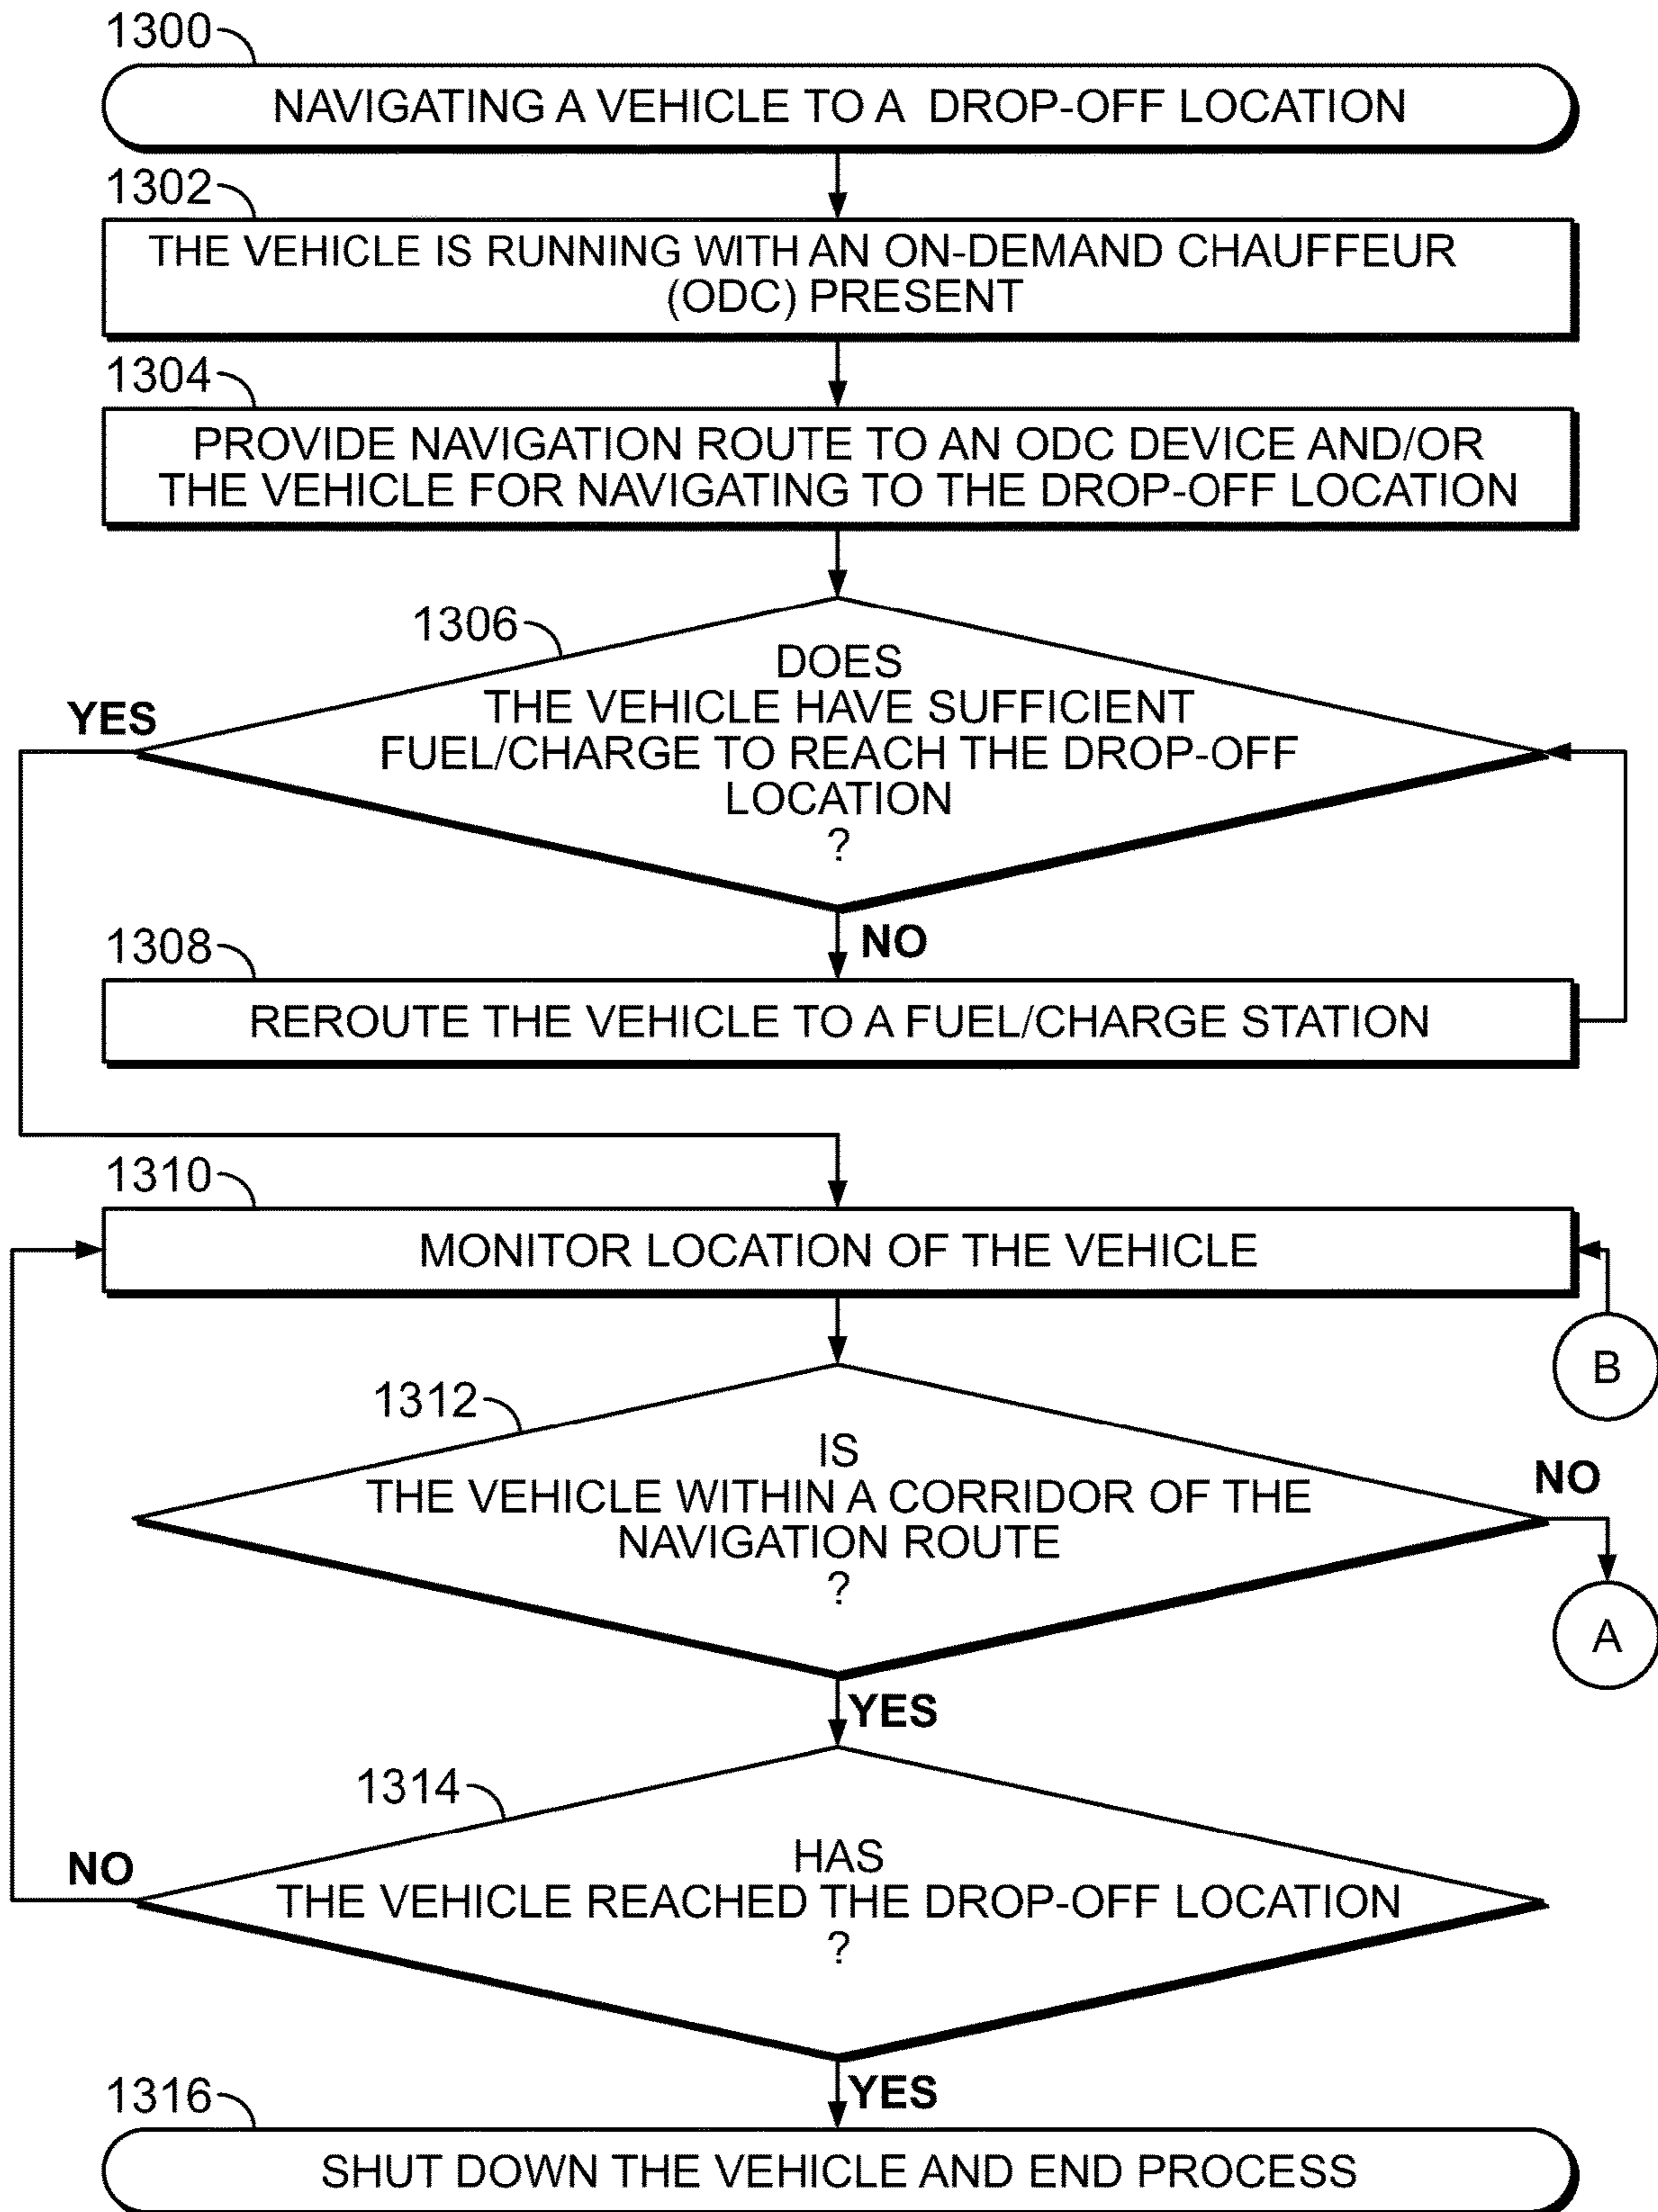 1300
NAVIGATING A VEHICLE TO A DROP-OFF LOCATION
1302
THE VEHICLE IS RUNNING WITH AN ON-DEMAND CHAUFFEUR
(ODC) PRESENT
1304
PROVIDE NAVIGATION ROUTE TO AN ODC DEVICE AND/OR
THE VEHICLE FOR NAVIGATING TO THE DROP-OFF LOCATION
1306
DOES
THE VEHICLE HAVE SUFFICIENT
FUEL/CHARGE TO REACH THE DROP-OFF
LOCATION
?
YES
NO
1308
REROUTE THE VEHICLE TO A FUEL/CHARGE STATION
1310
MONITOR LOCATION OF THE VEHICLE
B
1312
IS
THE VEHICLE WITHIN A CORRIDOR OF THE
NAVIGATION ROUTE
?
NO
A
YES
1314
HAS
THE VEHICLE REACHED THE DROP-OFF LOCATION
?
NO
YES
1316
SHUT DOWN THE VEHICLE AND END PROCESS